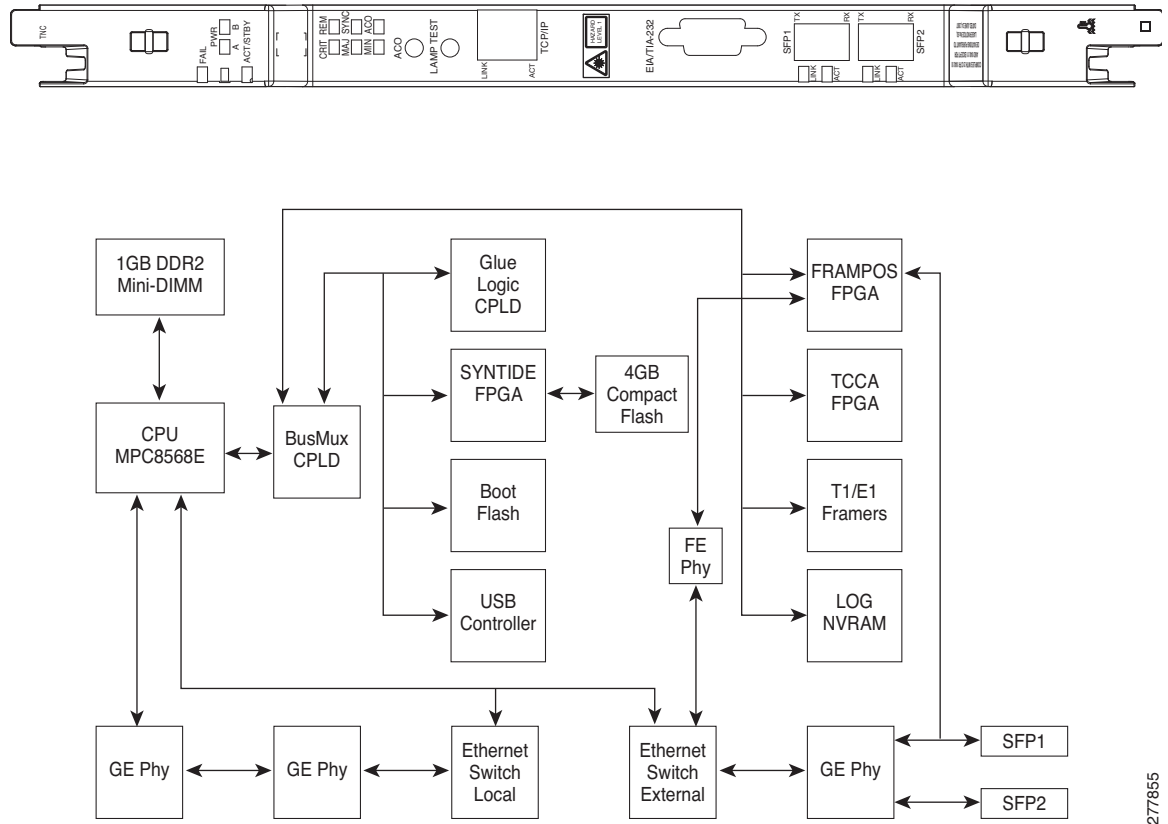 TNC
FAIL
PWR
A B
ACT/STBY
CRIT REM
MAJ SYNC
MIN ACO
ACO
LAMP TEST
LINK
ACT
TCP/IP
HAZARD
LEVEL 1
EIA/TIA-232
SFP1
TX
RX
LINK
ACT
TX
RX
SFP2
LINK
ACT
1GB DDR2
Mini-DIMM
Glue
Logic
CPLD
FRAMPOS
FPGA
CPU
MPC8568E
BusMux
CPLD
SYNTIDE
FPGA
4GB
Compact
Flash
TCCA
FPGA
Boot
Flash
T1/E1
Framers
FE
Phy
USB
Controller
LOG
NVRAM
GE Phy
GE Phy
Ethernet
Switch
Local
Ethernet
Switch
External
GE Phy
SFP1
SFP2
277855